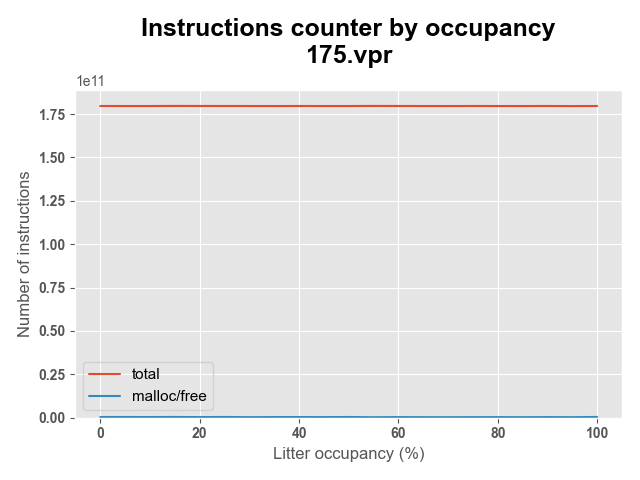 Instructions counter by occupancy
175.vpr
1e11
1.75
1.50
1.25
1.00
0.75
0.50
0.25
0.00
Number of instructions
total
malloc/free
0 20 40 60 80 100
Litter occupancy (%)